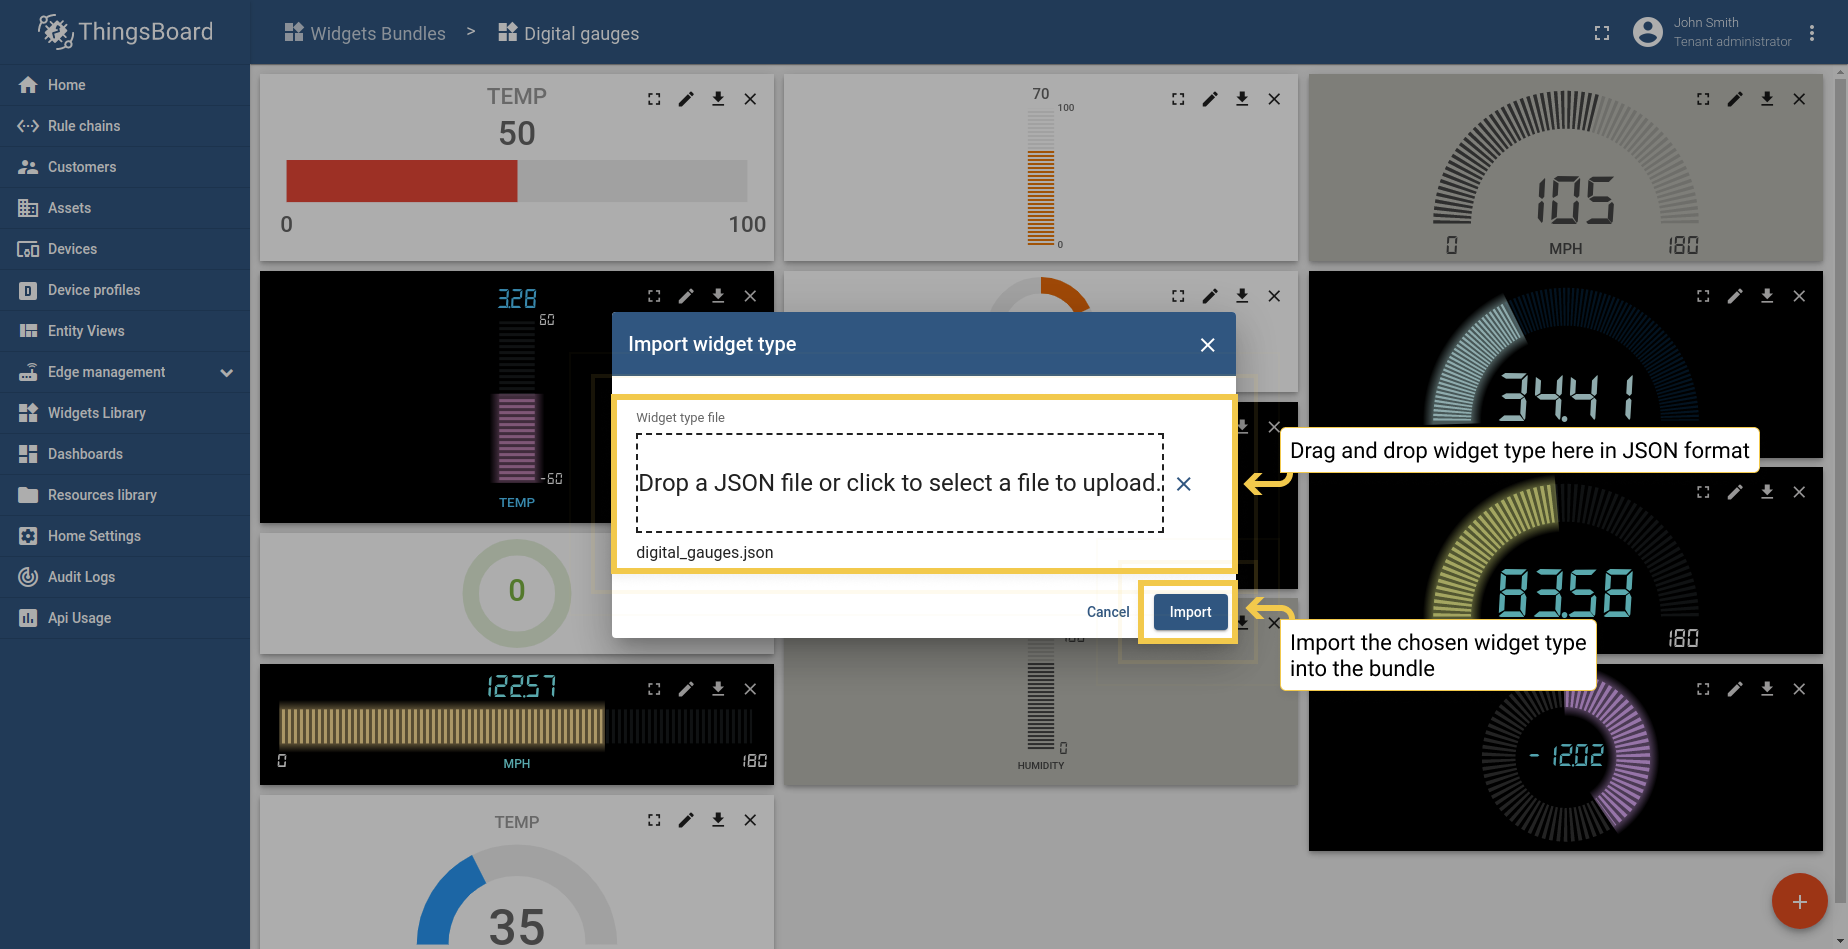 ThingsBoard
Widgets Bundles > Digital gauges
John Smith
Tenant administrator
Home
Rule chains
Customers
Assets
Devices
Device profiles
Entity Views
Edge management
Widgets Library
Dashboards
Resources library
Home Settings
Audit Logs
Api Usage
TEMP
50
0 100
70
100
0
105
0 MPH 180
3.28
60
-60
TEMP
34.41
Import widget type
Widget type file
Drop a JSON file or click to select a file to upload.
digital_gauges.json
Cancel Import
Drag and drop widget type here in JSON format
Import the chosen widget type
into the bundle
0
83.58
180
122.57
0 MPH 180
0
HUMIDITY
-12.02
TEMP
35